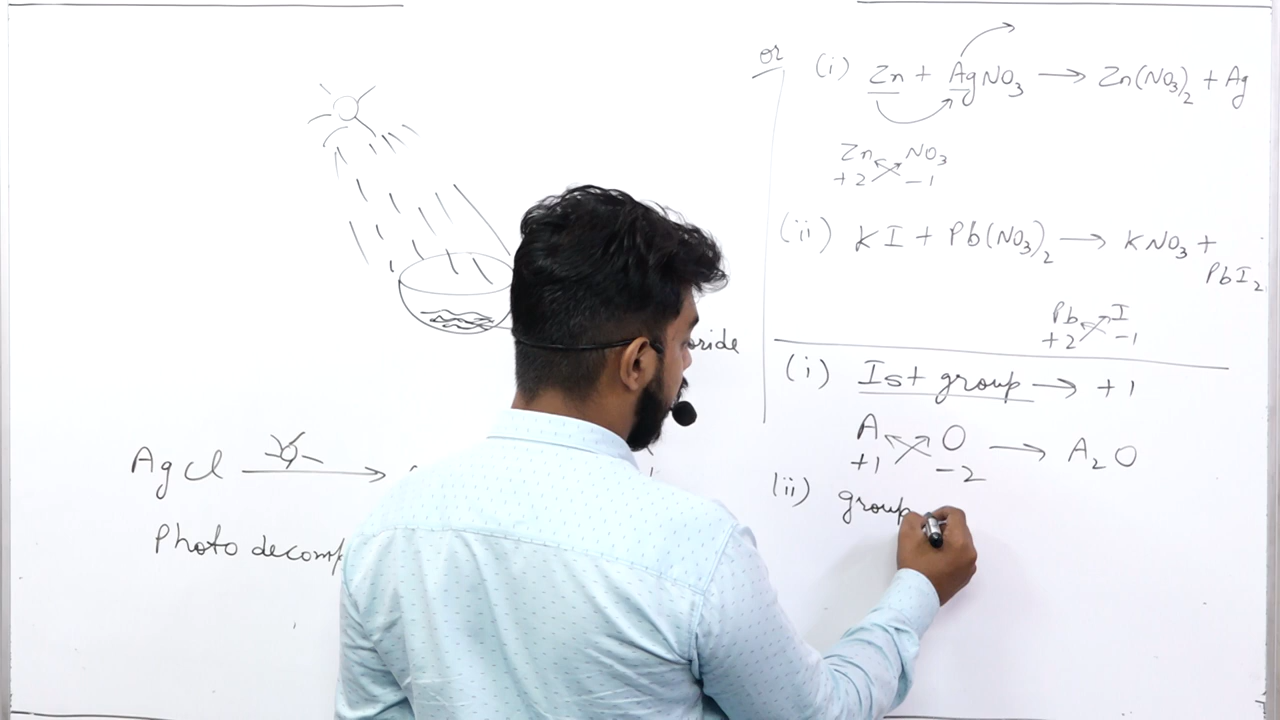 AgCl →
Photo decomp
oride
or
(i) Zn + AgNO3 → Zn(NO3)2 + Ag
Zn NO3
+2 -1
(ii) KI + Pb(NO3)2 → KNO3 +
PbI2
Pb I
+2 -1
(i) Ist group → +1
A O → A2O
+1 -2
(ii) group